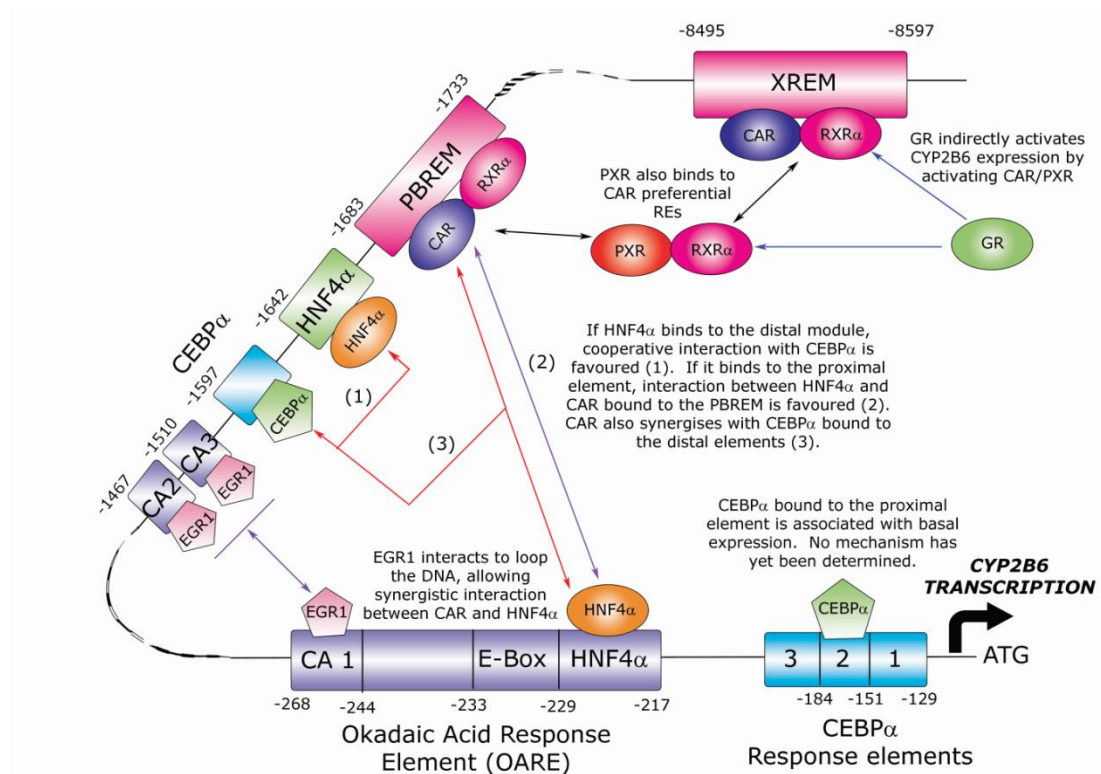 -8495
-8597
XREM
CAR
RXRα
GR indirectly activates
CYP2B6 expression by
activating CAR/PXR
GR
PXR also binds to
CAR preferential
REs
PXR
RXRα
-1733
PBREM
RXRα
CAR
-1683
HNF4α
HNF4α
-1642
CEBPα
-1597
CEBPα
-1510
CA3
EGR1
-1467
CA2
EGR1
(1)
(2)
(3)
If HNF4α binds to the distal module,
cooperative interaction with CEBPα is
favoured (1). If it binds to the proximal
element, interaction between HNF4α and
CAR bound to the PBREM is favoured (2).
CAR also synergises with CEBPα bound to
the distal elements (3).
EGR1 interacts to loop
the DNA, allowing
synergistic interaction
between CAR and HNF4α
CEBPα bound to the proximal
element is associated with basal
expression. No mechanism has
yet been determined.
CYP2B6
TRANSCRIPTION
EGR1
HNF4α
CEBPα
CA 1
E-Box
HNF4α
3
2
1
ATG
-268
-244
-233
-229
-217
-184
-151
-129
Okadaic Acid Response
Element (OARE)
CEBPα
Response elements